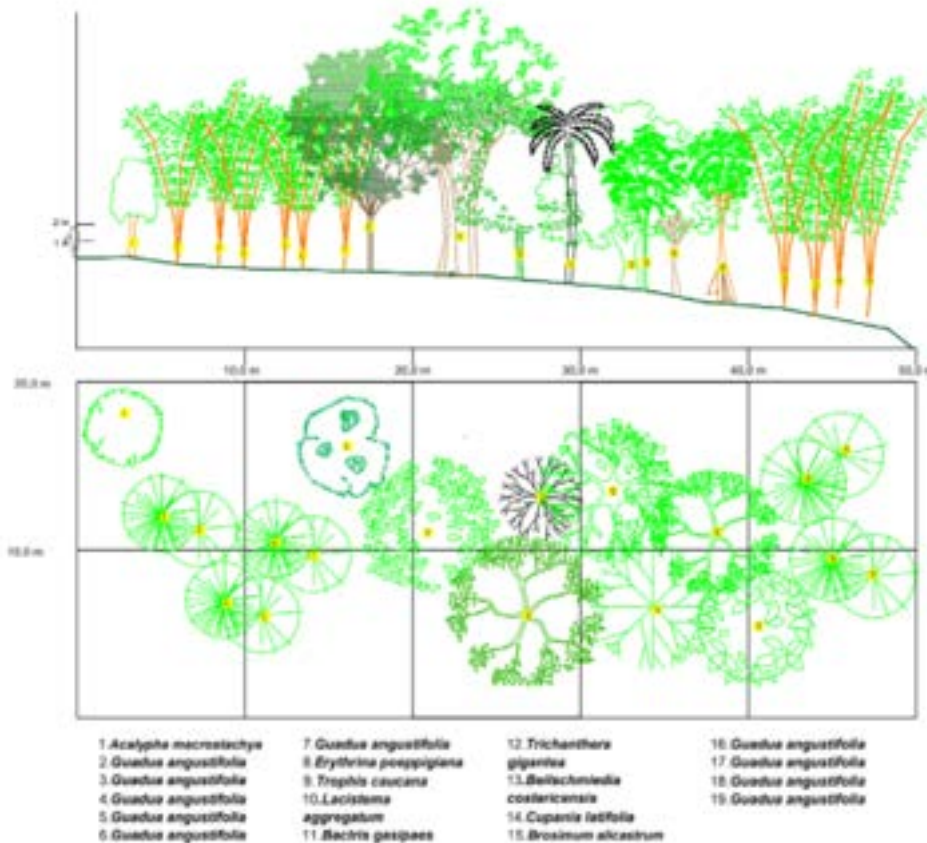 2 m
10,0 m
20,0 m
30,0 m
40,0 m
50,0 m
20,0 m
10,0 m
1.Acalypha macrostachya
2.Guadua angustifolia
3.Guadua angustifolia
4.Guadua angustifolia
5.Guadua angustifolia
6.Guadua angustifolia
7.Guadua angustifolia
8.Erythrina poeppigiana
9.Trophis caucana
10.Lacistema
aggregatum
11.Bactris gasipaes
12.Trichanthera
gigantea
13.Beilschmiedia
costaricensis
14.Cupania latifolia
15.Brosimum alicastrum
16.Guadua angustifolia
17.Guadua angustifolia
18.Guadua angustifolia
19.Guadua angustifolia